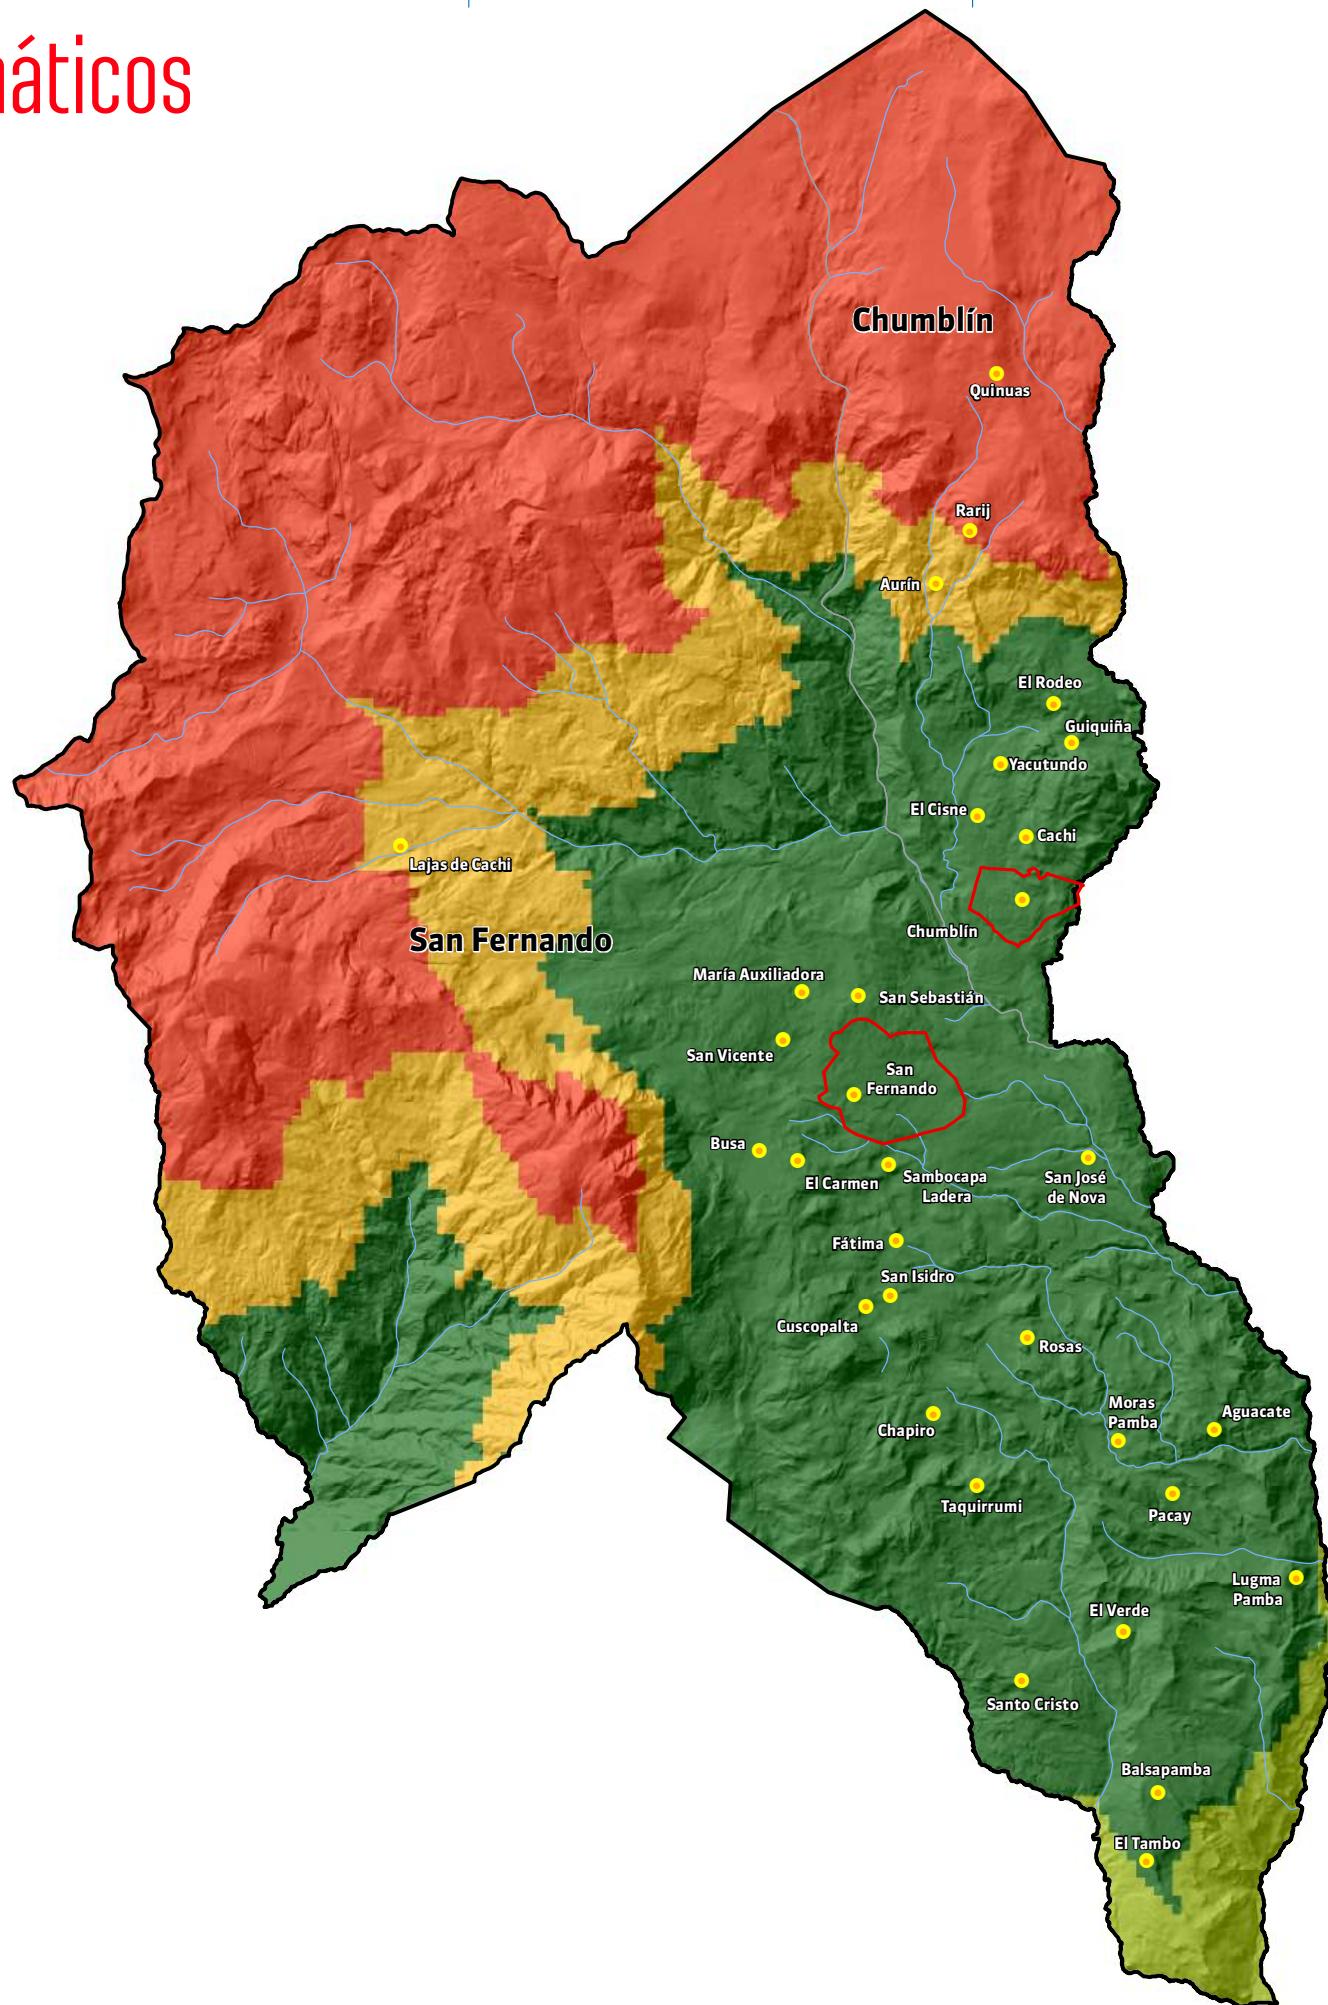 áticos
Chumblín
Quinuas
Rarij
Aurín
El Rodeo
Guiquiña
Yacutundo
El Cisne
Cachi
Lajas de Cachi
Chumblín
San Fernando
María Auxiliadora
San Sebastián
San Vicente
San
Fernando
Busa
El Carmen
Sambocapa
Ladera
San José
de Nova
Fátima
San Isidro
Cuscopalta
Rosas
Moras
Pamba
Aguacate
Chapiro
Taquirrumi
Pacay
Lugma
Pamba
El Verde
Santo Cristo
Balsapamba
El Tambo